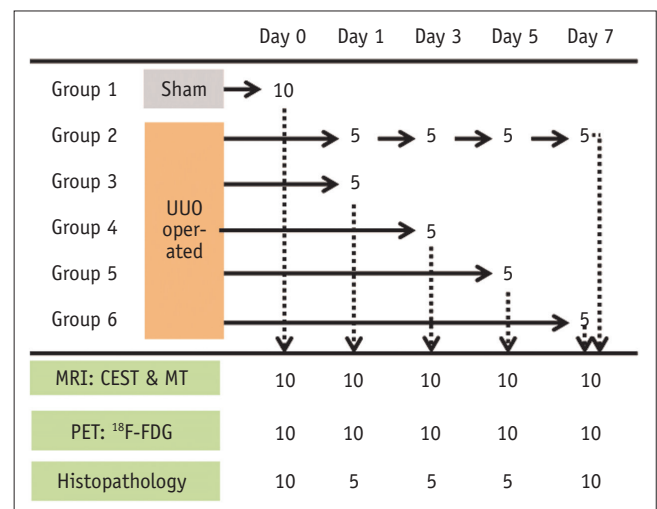 Day 0 Day 1 Day 3 Day 5 Day 7
Group 1 Sham 10
Group 2 5 5 5 5
Group 3 5
UUO
Group 4 oper- 5
ated
Group 5 5
Group 6 5
MRI: CEST & MT 10 10 10 10 10
PET: ¹⁸F-FDG 10 10 10 10 10
Histopathology 10 5 5 5 10